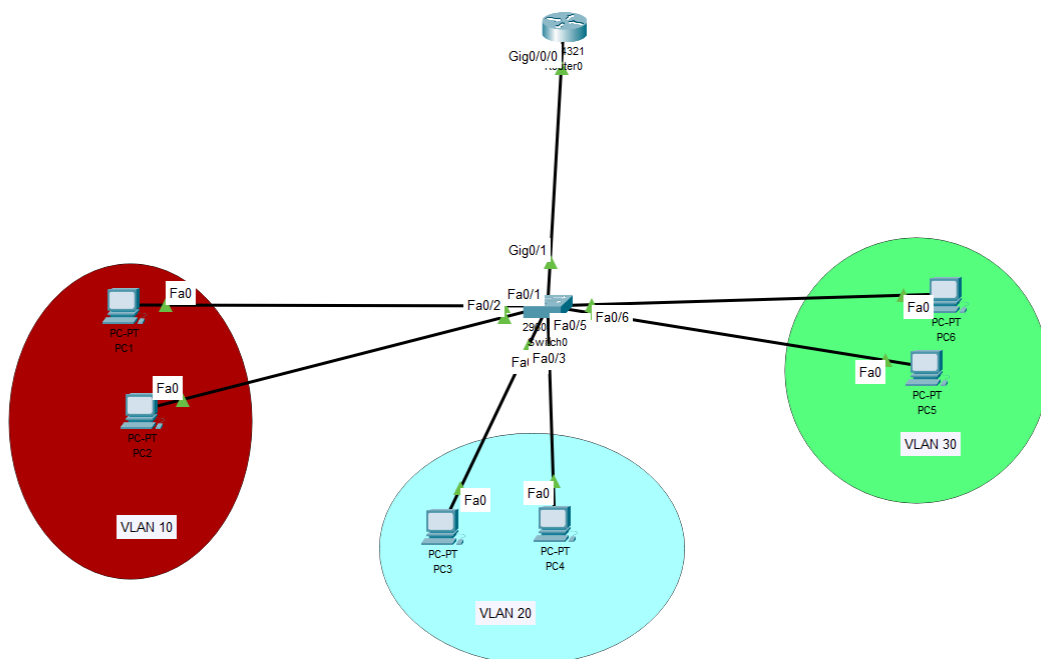 4321
Gig0/0/0
Gig0/1
Fa0
Fa0/1
Fa0/2
PC-PT
PC1
Fa0
PC-PT
PC2
VLAN 10
Fa0/5
Fa0/6
Switch0
Fa0/3
Fa0
PC-PT
PC3
Fa0
PC-PT
PC4
VLAN 20
Fa0
PC-PT
PC6
Fa0
PC-PT
PC5
VLAN 30